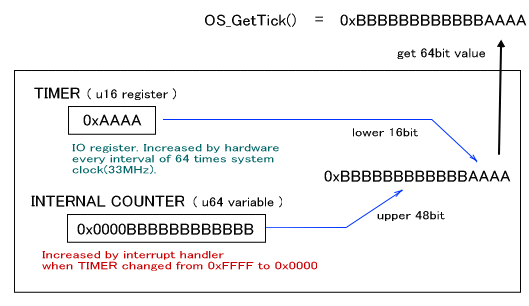 OS_GetTick() = 0xBBBBBBBBBBBBAAAA
get 64bit value
TIMER ( u16 register )
0xAAAA
IO register. Increased by hardware
every interval of 64 times system
clock(33MHz).
lower 16bit
0xBBBBBBBBBBBBAAAA
INTERNAL COUNTER ( u64 variable )
0x0000BBBBBBBBBBBB
upper 48bit
Increased by interrupt handler
when TIMER changed from 0xFFFF to 0x0000